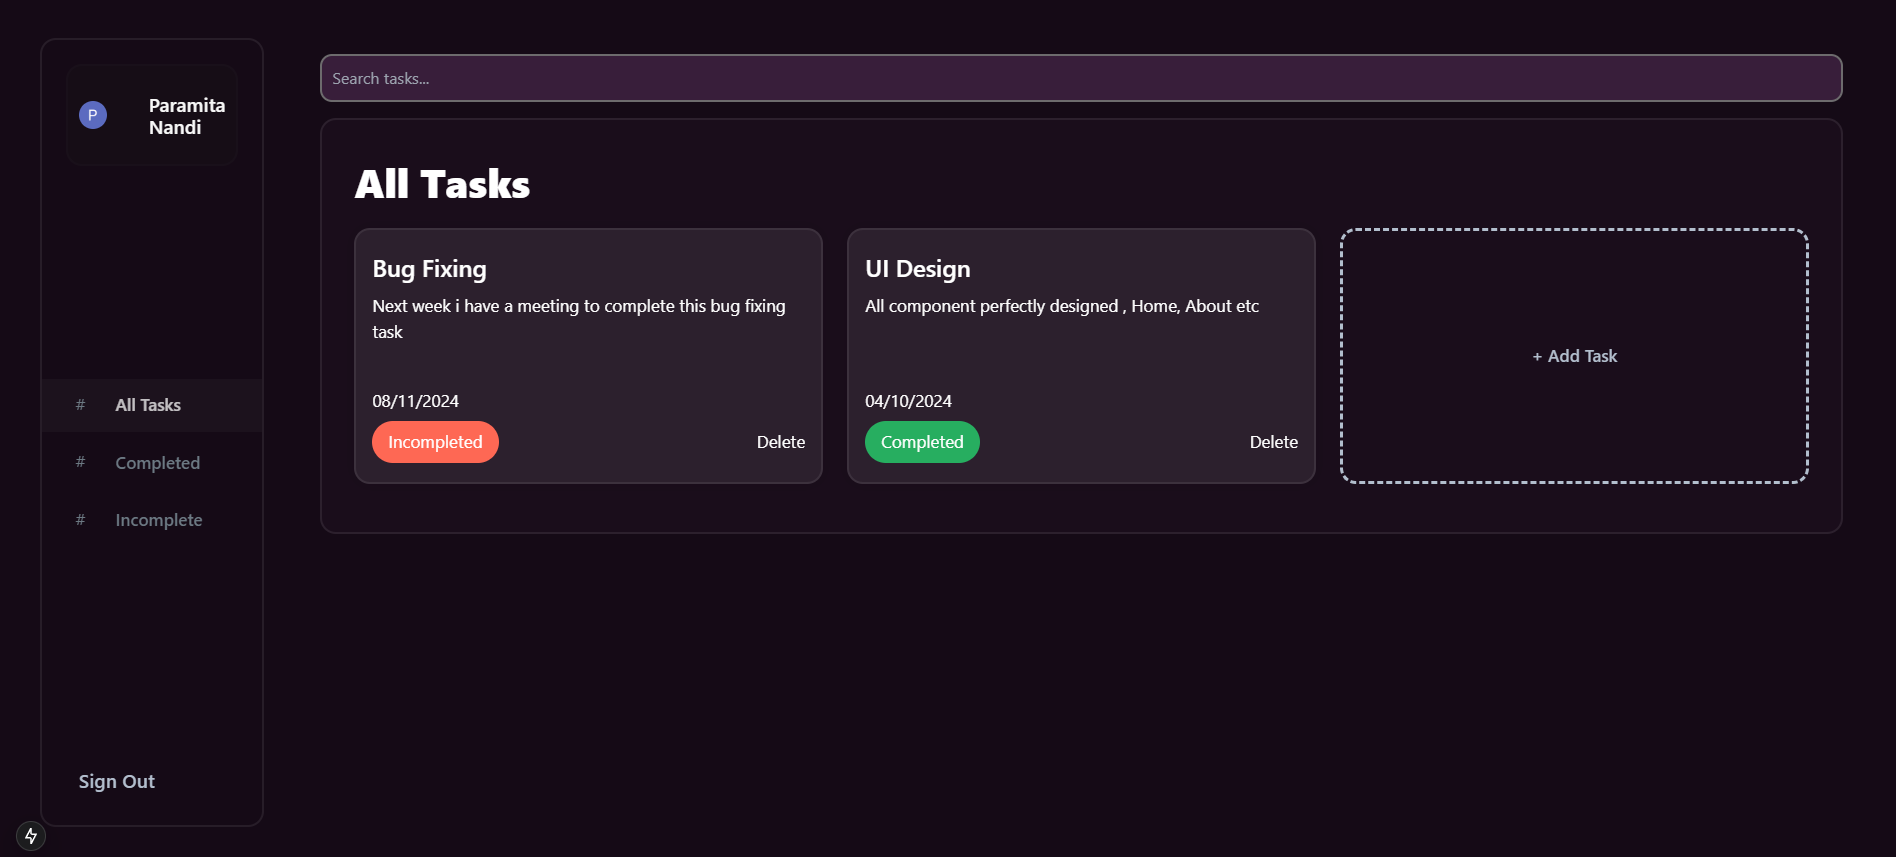 P
Paramita
Nandi
# All Tasks
# Completed
# Incomplete
Sign Out
Search tasks...
All Tasks
Bug Fixing
Next week i have a meeting to complete this bug fixing
task
08/11/2024
Incompleted
Delete
UI Design
All component perfectly designed , Home, About etc
04/10/2024
Completed
Delete
+ Add Task